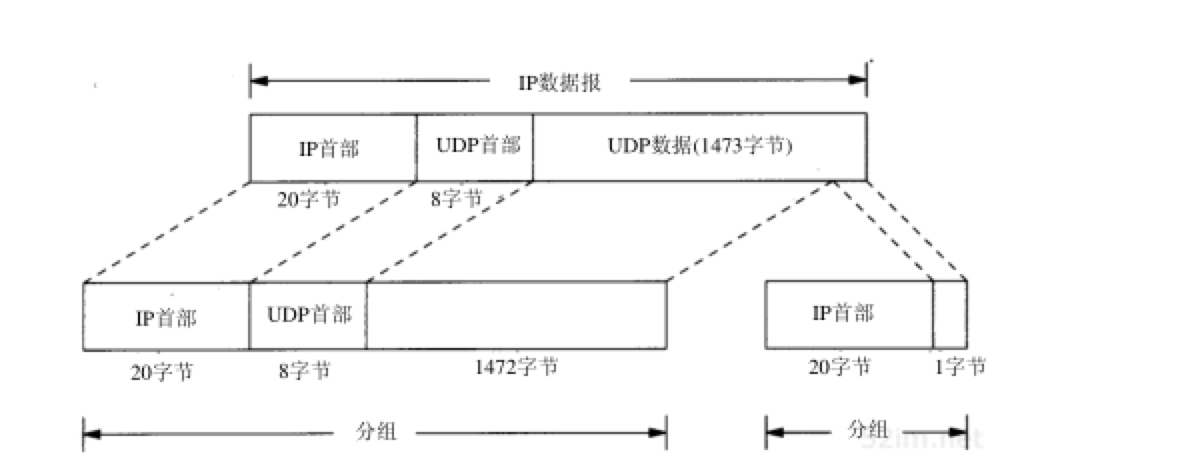 IP数据报
IP首部 UDP首部 UDP数据(1473字节)
20字节 8字节
IP首部 UDP首部 IP首部
20字节 8字节 1472字节 20字节 1字节
分组 分组
52im.net